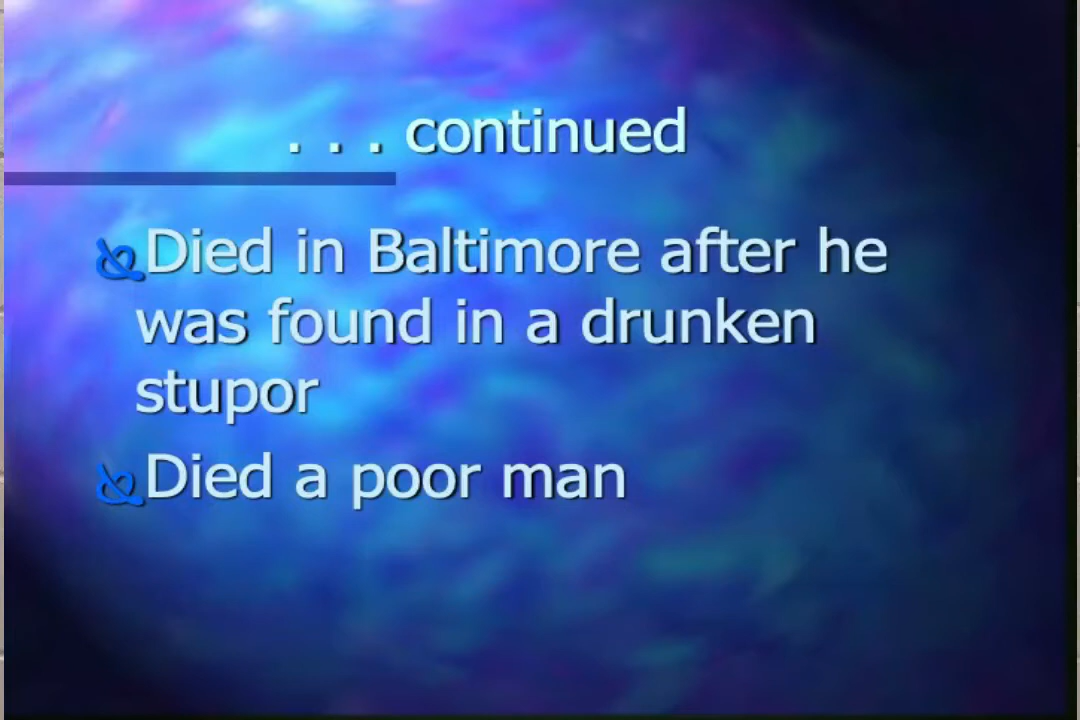 . . . continued
Died in Baltimore after he
was found in a drunken
stupor
Died a poor man